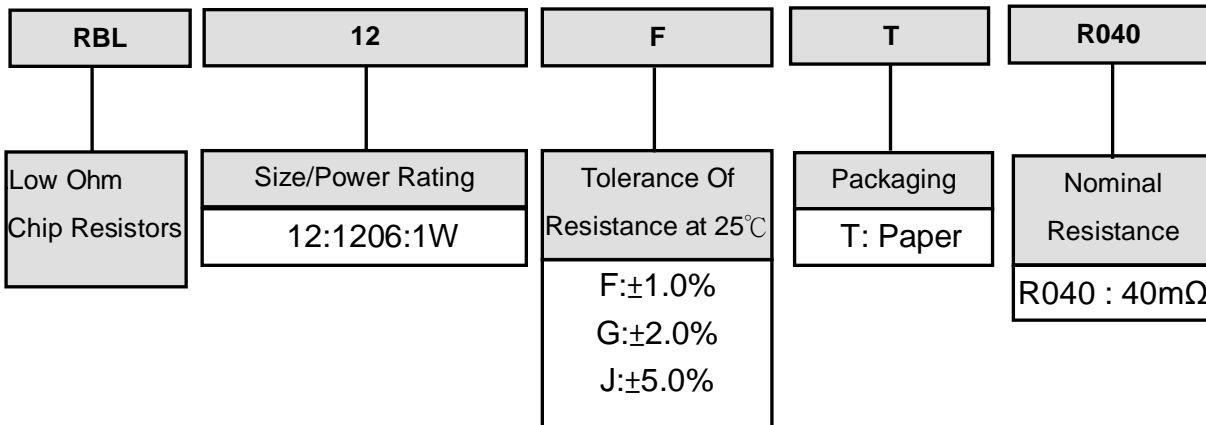 RBL
12
F
T
R040
Low Ohm
Chip Resistors
Size/Power Rating
12:1206:1W
Tolerance Of
Resistance at 25℃
F:±1.0%
G:±2.0%
J:±5.0%
Packaging
T: Paper
Nominal
Resistance
R040 : 40mΩ